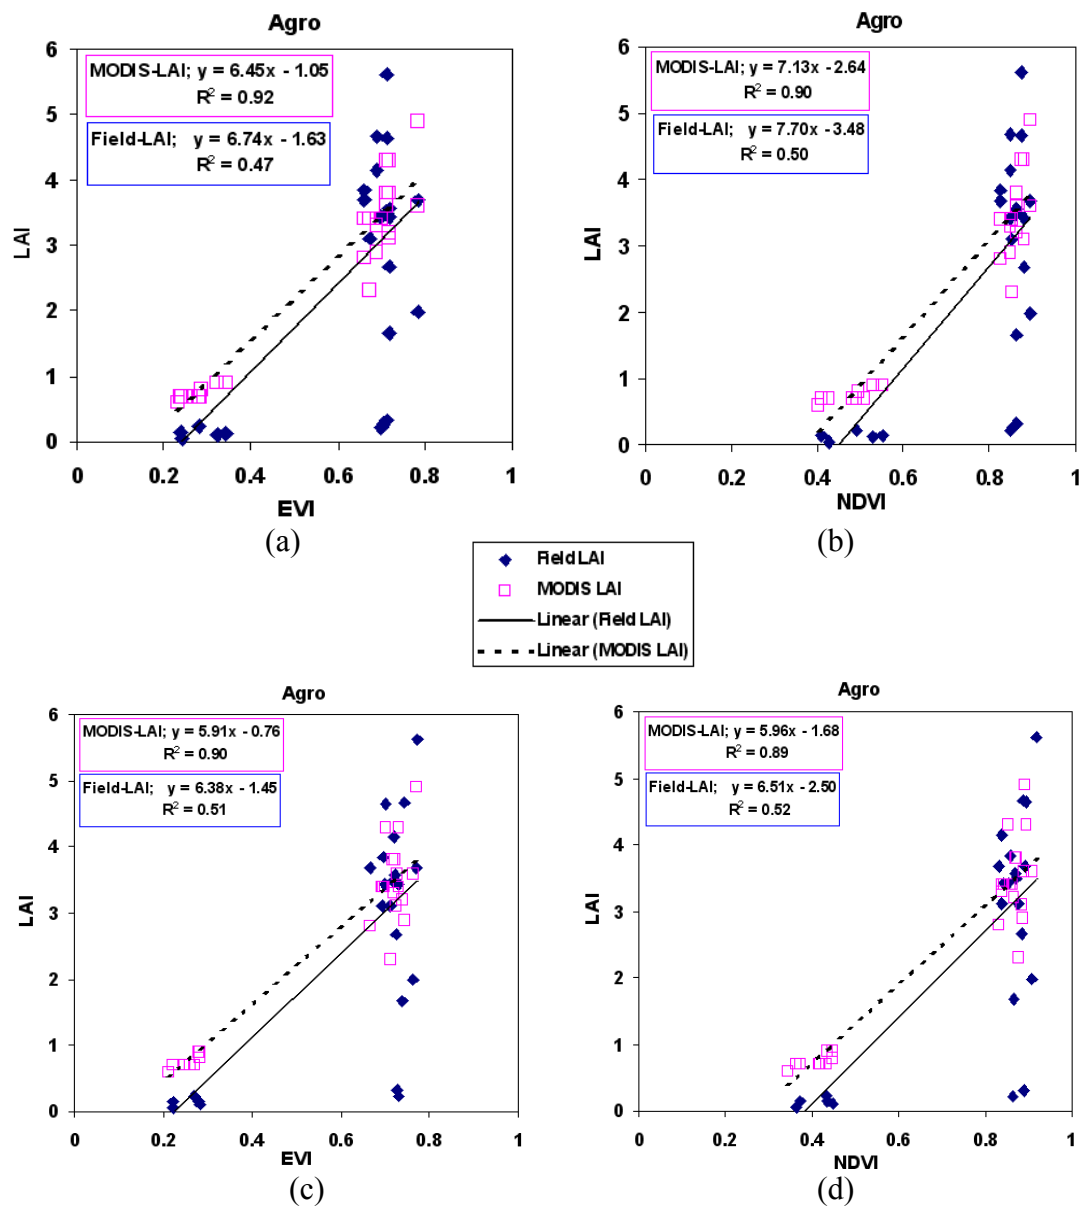 Agro
MODIS-LAI; y = 6.45x - 1.05
R² = 0.92
Field-LAI; y = 6.74x - 1.63
R² = 0.47
6
5
4
3
2
1
0
LAI
0 0.2 0.4 0.6 0.8 1
EVI
(a)
Agro
MODIS-LAI; y = 7.13x - 2.64
R² = 0.90
Field-LAI; y = 7.70x - 3.48
R² = 0.50
6
5
4
3
2
1
0
LAI
0 0.2 0.4 0.6 0.8 1
NDVI
(b)
Field LAI
MODIS LAI
Linear (Field LAI)
Linear (MODIS LAI)
Agro
MODIS-LAI; y = 5.91x - 0.76
R² = 0.90
Field-LAI; y = 6.38x - 1.45
R² = 0.51
6
5
4
3
2
1
0
LAI
0 0.2 0.4 0.6 0.8 1
EVI
(c)
Agro
MODIS-LAI; y = 5.96x - 1.68
R² = 0.89
Field-LAI; y = 6.51x - 2.50
R² = 0.52
6
5
4
3
2
1
0
LAI
0 0.2 0.4 0.6 0.8 1
NDVI
(d)